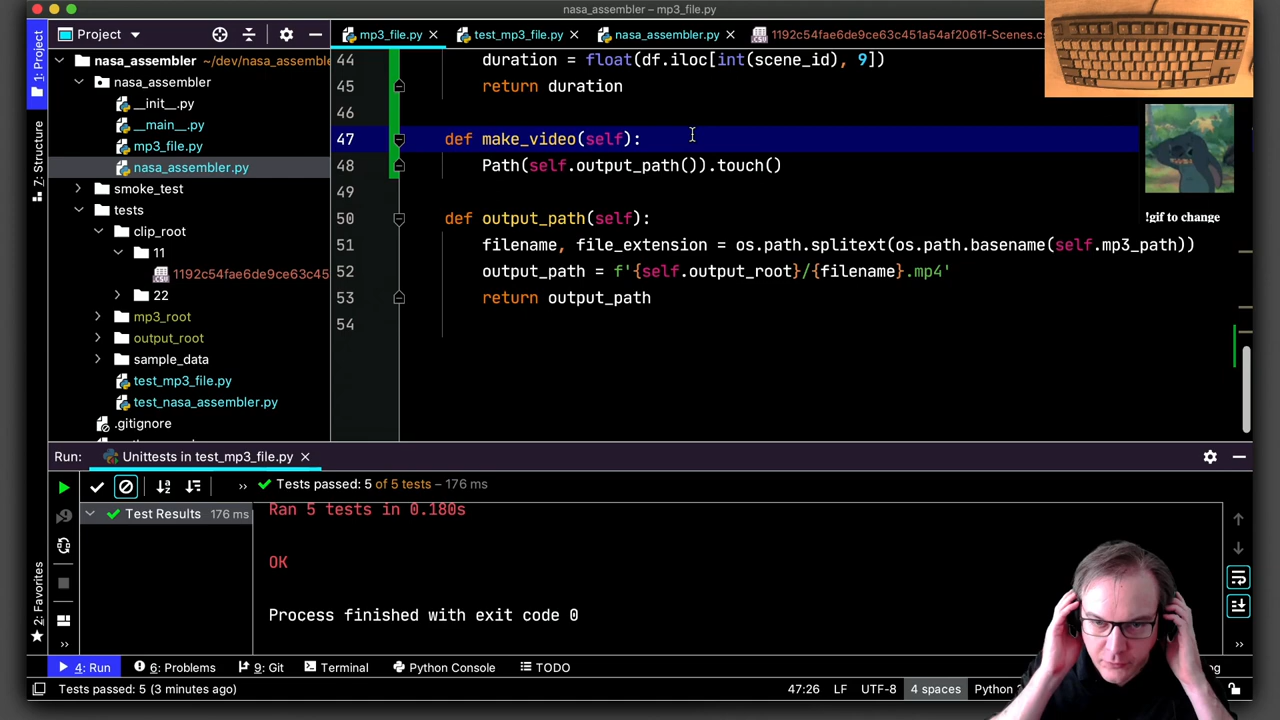 nasa_assembler – mp3_file.py
Project
mp3_file.py
test_mp3_file.py
nasa_assembler.py
1192c54fae6de9ce63c451a54af2061f-Scenes.cs
1: Project
7: Structure
2: Favorites
nasa_assembler ~/dev/nasa_assemble
nasa_assembler
__init__.py
__main__.py
mp3_file.py
nasa_assembler.py
smoke_test
tests
clip_root
11
1192c54fae6de9ce63c45
22
mp3_root
output_root
sample_data
test_mp3_file.py
test_nasa_assembler.py
.gitignore
44 duration = float(df.iloc[int(scene_id), 9])
45 return duration
46
47 def make_video(self):
48 Path(self.output_path()).touch()
49
50 def output_path(self):
51 filename, file_extension = os.path.splitext(os.path.basename(self.mp3_path))
52 output_path = f'{self.output_root}/{filename}.mp4'
53 return output_path
54
!gif to change
Run: Unittests in test_mp3_file.py
Tests passed: 5 of 5 tests – 176 ms
Test Results 176 ms
Ran 5 tests in 0.180s
OK
Process finished with exit code 0
4: Run
6: Problems
9: Git
Terminal
Python Console
TODO
Tests passed: 5 (3 minutes ago)
47:26 LF UTF-8 4 spaces Python